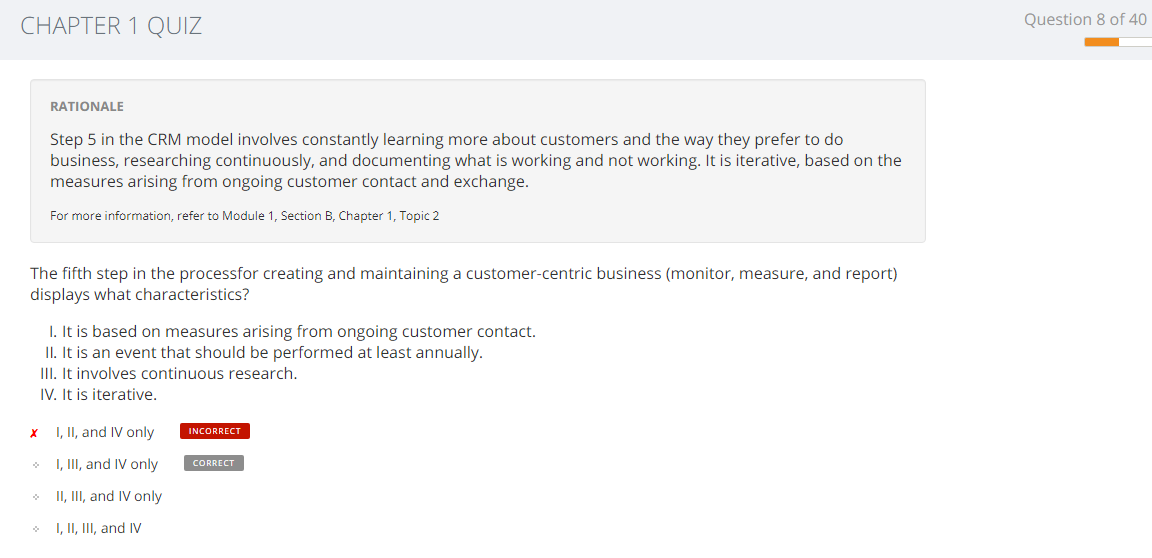 CHAPTER 1 QUIZ
Question 8 of 40
RATIONALE
Step 5 in the CRM model involves constantly learning more about customers and the way they prefer to do
business, researching continuously, and documenting what is working and not working. It is iterative, based on the
measures arising from ongoing customer contact and exchange.
For more information, refer to Module 1, Section B, Chapter 1, Topic 2
The fifth step in the processfor creating and maintaining a customer-centric business (monitor, measure, and report)
displays what characteristics?
I. It is based on measures arising from ongoing customer contact.
II. It is an event that should be performed at least annually.
III. It involves continuous research.
IV. It is iterative.
✗ I, II, and IV only INCORRECT
I, III, and IV only CORRECT
II, III, and IV only
I, II, III, and IV